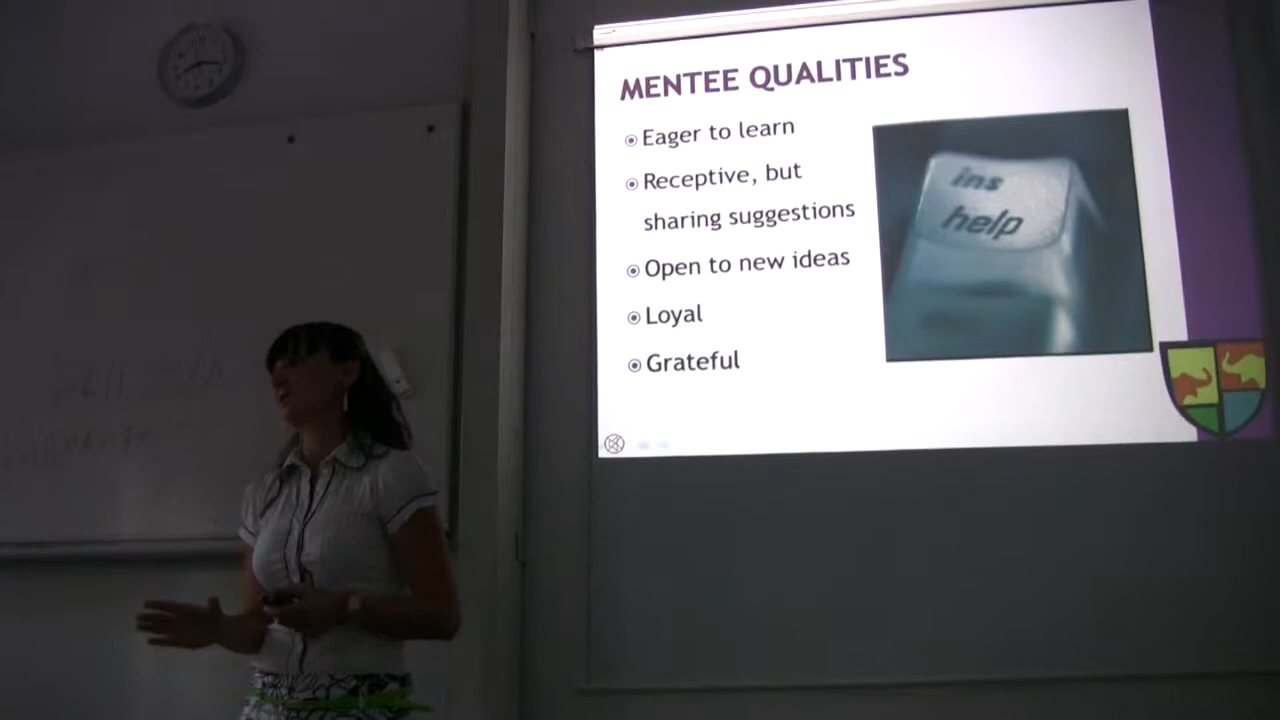 MENTEE QUALITIES
Eager to learn
Receptive, but
sharing suggestions
Open to new ideas
Loyal
Grateful
ins
help